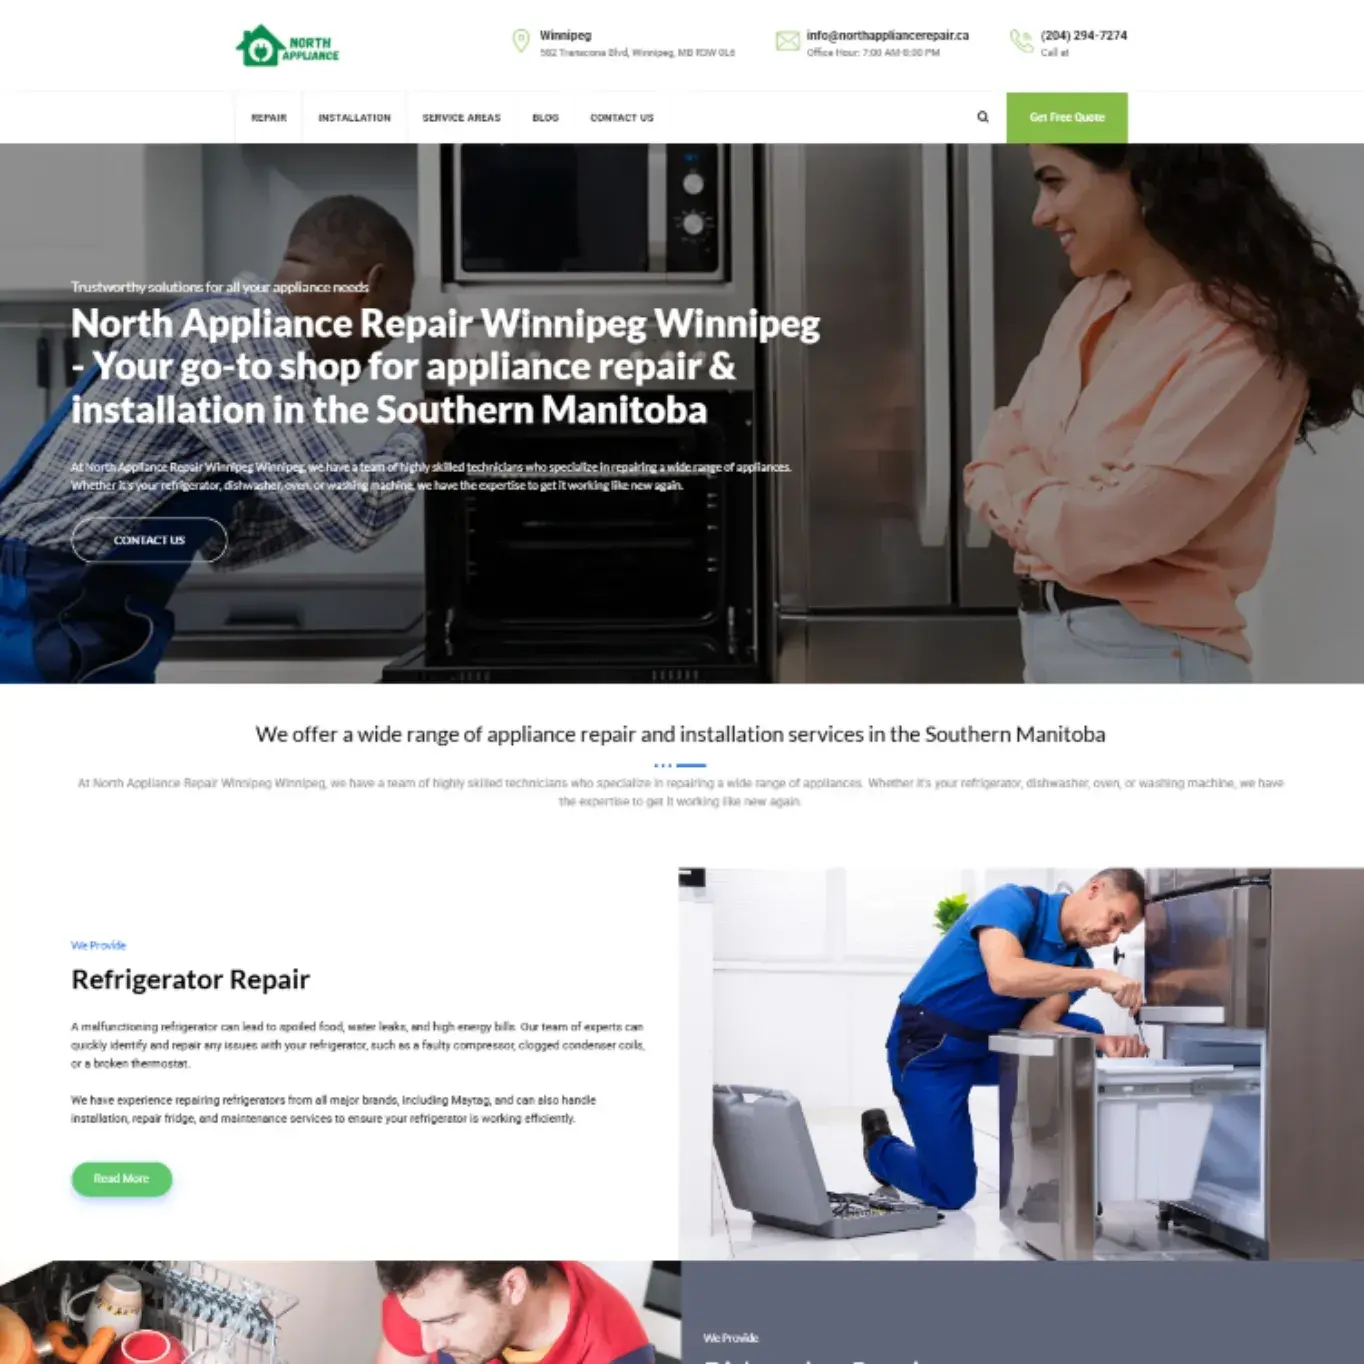 NORTH
APPLIANCE
Winnipeg
582 Transcona Blvd, Winnipeg, MB R3W 0L6
info@northappliancerepair.ca
Office Hour: 7:00 AM-8:00 PM
(204) 294-7274
Call at
REPAIR
INSTALLATION
SERVICE AREAS
BLOG
CONTACT US
Get Free Quote
Trustworthy solutions for all your appliance needs
North Appliance Repair Winnipeg Winnipeg
- Your go-to shop for appliance repair &
installation in the Southern Manitoba
At North Appliance Repair Winnipeg Winnipeg, we have a team of highly skilled technicians who specialize in repairing a wide range of appliances.
Whether it's your refrigerator, dishwasher, oven, or washing machine, we have the expertise to get it working like new again.
CONTACT US
We offer a wide range of appliance repair and installation services in the Southern Manitoba
At North Appliance Repair Winnipeg Winnipeg, we have a team of highly skilled technicians who specialize in repairing a wide range of appliances. Whether it's your refrigerator, dishwasher, oven, or washing machine, we have
the expertise to get it working like new again.
We Provide
Refrigerator Repair
A malfunctioning refrigerator can lead to spoiled food, water leaks, and high energy bills. Our team of experts can
quickly identify and repair any issues with your refrigerator, such as a faulty compressor, clogged condenser coils,
or a broken thermostat.
We have experience repairing refrigerators from all major brands, including Maytag, and can also handle
installation, repair fridge, and maintenance services to ensure your refrigerator is working efficiently.
Read More
We Provide